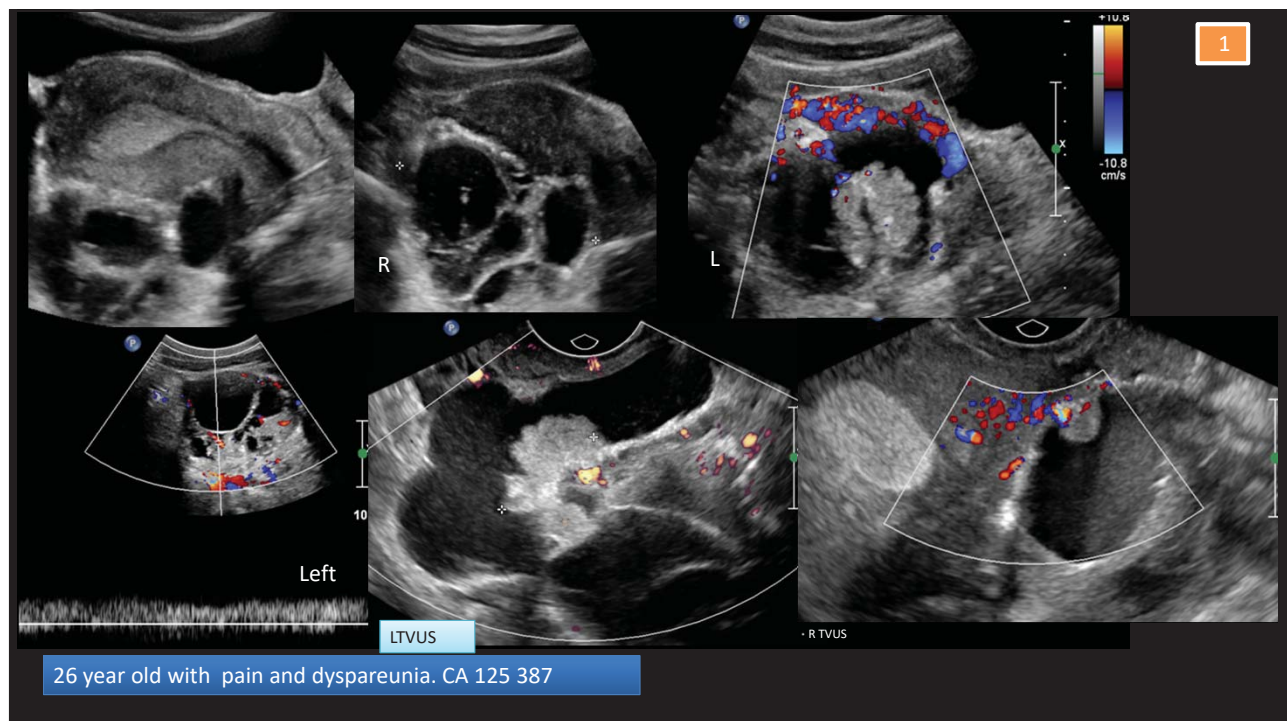 +10.8
1
x
-10.8
cm/s
R
L
10
Left
LTVUS
· R TVUS
26 year old with pain and dyspareunia. CA 125 387
P
P
P
P